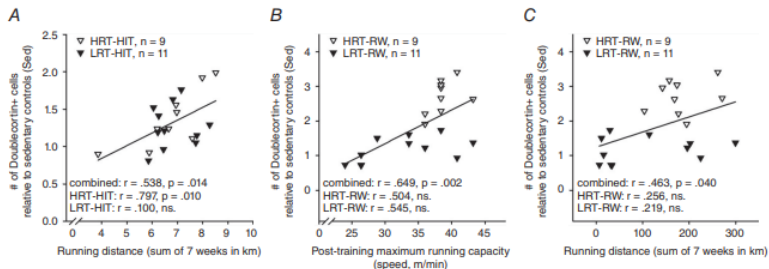 A
# of Doublecortin+ cells
relative to sedentary controls (Sed)
2.5
2.0
1.5
1.0
0.5
0.0
HRT-HIT, n = 9
LRT-HIT, n = 11
combined: r = .538, p = .014
HRT-HIT: r = .797, p = .010
LRT-HIT: r = .100, ns.
0
4
5
6
7
8
9
10
Running distance (sum of 7 weeks in km)
B
# of Doublecortin+ cells
relative to sedentary controls (Sed)
4
3
2
1
0
HRT-RW, n = 9
LRT-RW, n = 11
combined: r = .649, p = .002
HRT-RW: r = .504, ns.
LRT-RW: r = .545, ns.
0
25
30
35
40
45
Post-training maximum running capacity
(speed, m/min)
C
# of Doublecortin+ cells
relative to sedentary controls (Sed)
4
3
2
1
0
HRT-RW, n = 9
LRT-RW, n = 11
combined: r = .463, p = .040
HRT-RW: r = .256, ns.
LRT-RW: r = .219, ns.
0
100
200
300
Running distance (sum of 7 weeks in km)